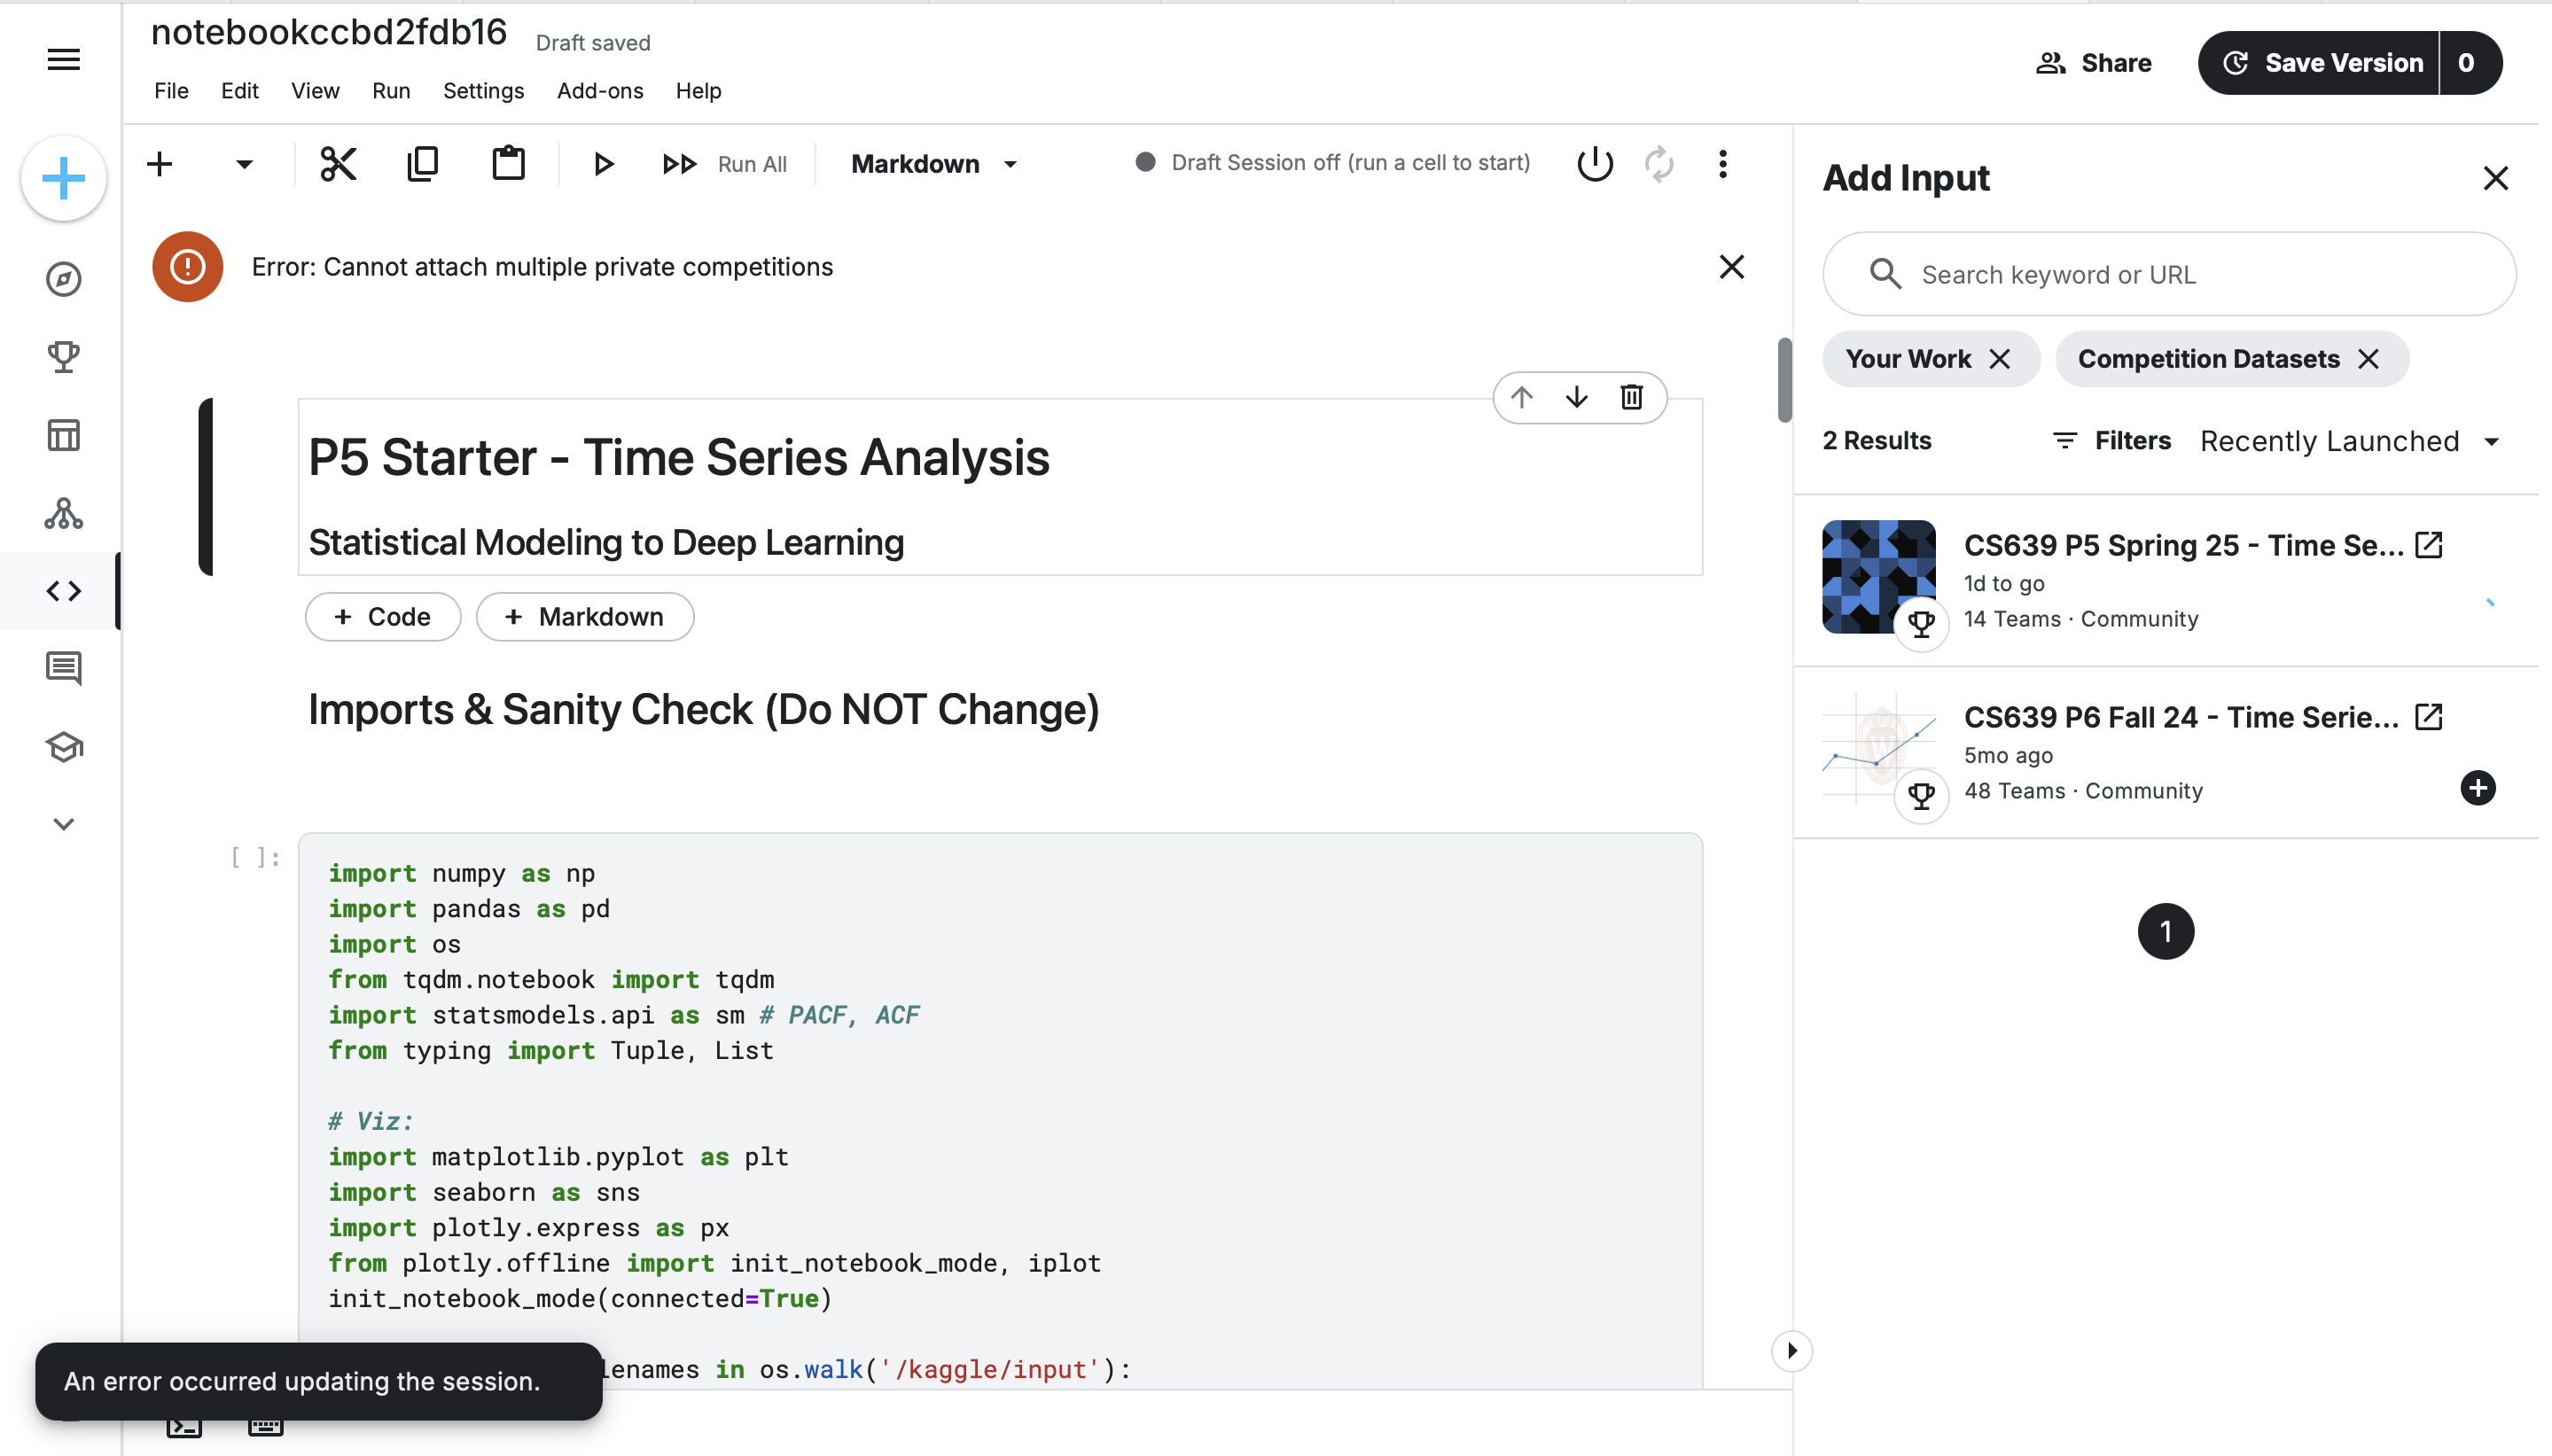 notebookccbd2fdb16 Draft saved
File Edit View Run Settings Add-ons Help
Share
Save Version 0
Run All
Markdown
Draft Session off (run a cell to start)
Error: Cannot attach multiple private competitions
P5 Starter - Time Series Analysis
Statistical Modeling to Deep Learning
+ Code + Markdown
Imports & Sanity Check (Do NOT Change)
[ ]:
import numpy as np
import pandas as pd
import os
from tqdm.notebook import tqdm
import statsmodels.api as sm # PACF, ACF
from typing import Tuple, List
# Viz:
import matplotlib.pyplot as plt
import seaborn as sns
import plotly.express as px
from plotly.offline import init_notebook_mode, iplot
init_notebook_mode(connected=True)
lenames in os.walk('/kaggle/input'):
An error occurred updating the session.
Add Input
Search keyword or URL
Your Work Competition Datasets
2 Results Filters Recently Launched
CS639 P5 Spring 25 - Time Se...
1d to go
14 Teams · Community
CS639 P6 Fall 24 - Time Serie...
5mo ago
48 Teams · Community
1